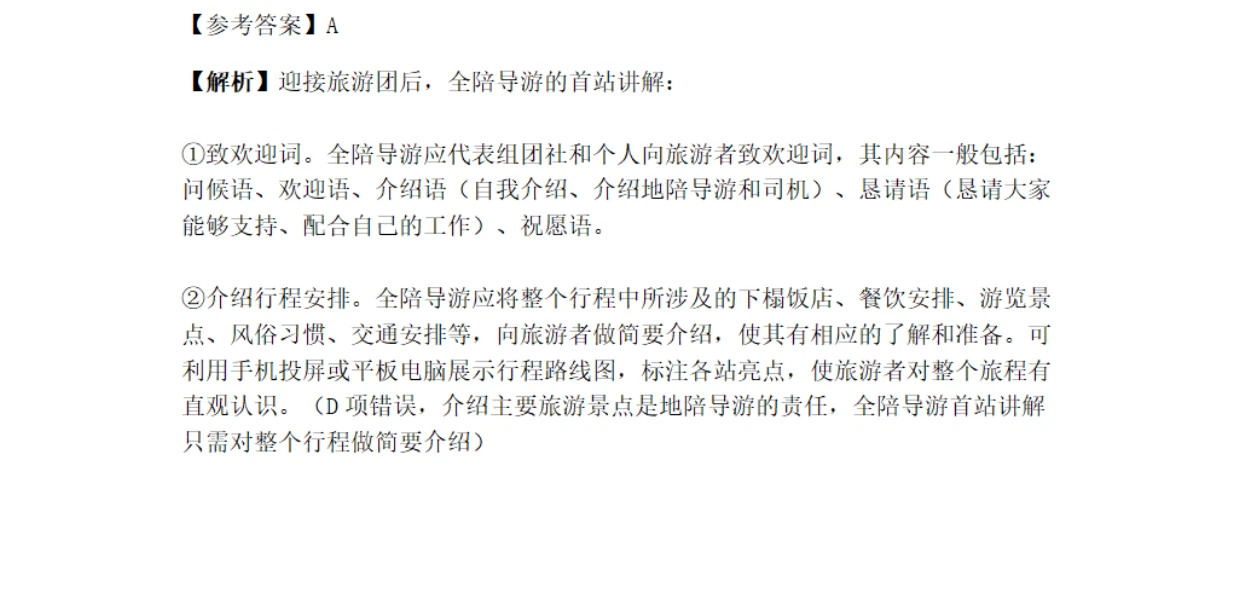 【参考答案】A
【解析】迎接旅游团后，全陪导游的首站讲解：
①致欢迎词。全陪导游应代表组团社和个人向旅游者致欢迎词，其内容一般包括：
问候语、欢迎语、介绍语（自我介绍、介绍地陪导游和司机）、恳请语（恳请大家
能够支持、配合自己的工作）、祝愿语。
②介绍行程安排。全陪导游应将整个行程中所涉及的下榻饭店、餐饮安排、游览景
点、风俗习惯、交通安排等，向旅游者做简要介绍，使其有相应的了解和准备。可
利用手机投屏或平板电脑展示行程路线图，标注各站亮点，使旅游者对整个旅程有
直观认识。（D 项错误，介绍主要旅游景点是地陪导游的责任，全陪导游首站讲解
只需对整个行程做简要介绍）